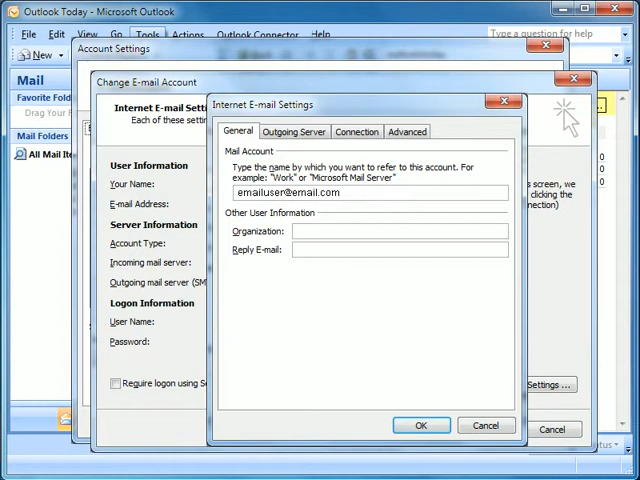 Outlook Today - Microsoft Outlook
File Edit View Go Tools Actions Outlook Connector Help
Type a question for help
New
Account Settings
Mail
Favorite Folde
Drag Your F
Mail Folders
All Mail Ite
Change E-mail Account
Internet E-mail Setti
Each of these setti
User Information
Your Name:
E-mail Address:
Server Information
Account Type:
Incoming mail server:
Outgoing mail server (SM
Logon Information
User Name:
Password:
Require logon using Se
is screen, we
clicking the
nection)
Settings ...
Cancel
Internet E-mail Settings
General Outgoing Server Connection Advanced
Mail Account
Type the name by which you want to refer to this account. For
example: "Work" or "Microsoft Mail Server"
emailuser@email.com
Other User Information
Organization:
Reply E-mail:
OK Cancel